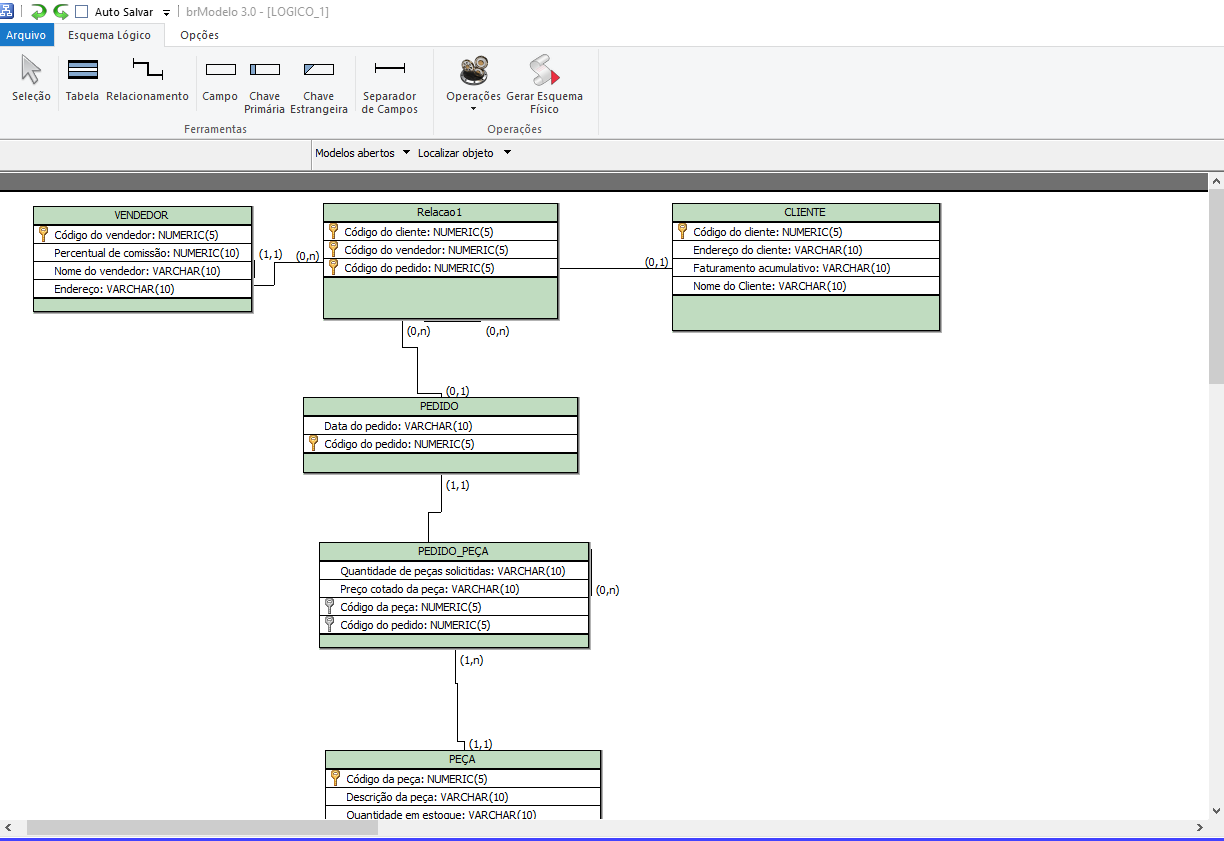 Auto Salvar brModelo 3.0 - [LOGICO_1]
Arquivo Esquema Lógico Opções
Seleção Tabela Relacionamento Campo Chave Primária Chave Estrangeira Separador de Campos Operações Gerar Esquema Físico
Ferramentas Operações
Modelos abertos Localizar objeto
VENDEDOR
Código do vendedor: NUMERIC(5)
Percentual de comissão: NUMERIC(10)
Nome do vendedor: VARCHAR(10)
Endereço: VARCHAR(10)
(1,1)
(0,n)
Relacao1
Código do cliente: NUMERIC(5)
Código do vendedor: NUMERIC(5)
Código do pedido: NUMERIC(5)
(0,1)
CLIENTE
Código do cliente: NUMERIC(5)
Endereço do cliente: VARCHAR(10)
Faturamento acumulativo: VARCHAR(10)
Nome do Cliente: VARCHAR(10)
(0,n)
(0,n)
(0,1)
PEDIDO
Data do pedido: VARCHAR(10)
Código do pedido: NUMERIC(5)
(1,1)
PEDIDO_PEÇA
Quantidade de peças solicitidas: VARCHAR(10)
Preço cotado da peça: VARCHAR(10)
Código da peça: NUMERIC(5)
Código do pedido: NUMERIC(5)
(0,n)
(1,n)
(1,1)
PEÇA
Código da peça: NUMERIC(5)
Descrição da peça: VARCHAR(10)
Quantidade em estoque: VARCHAR(10)